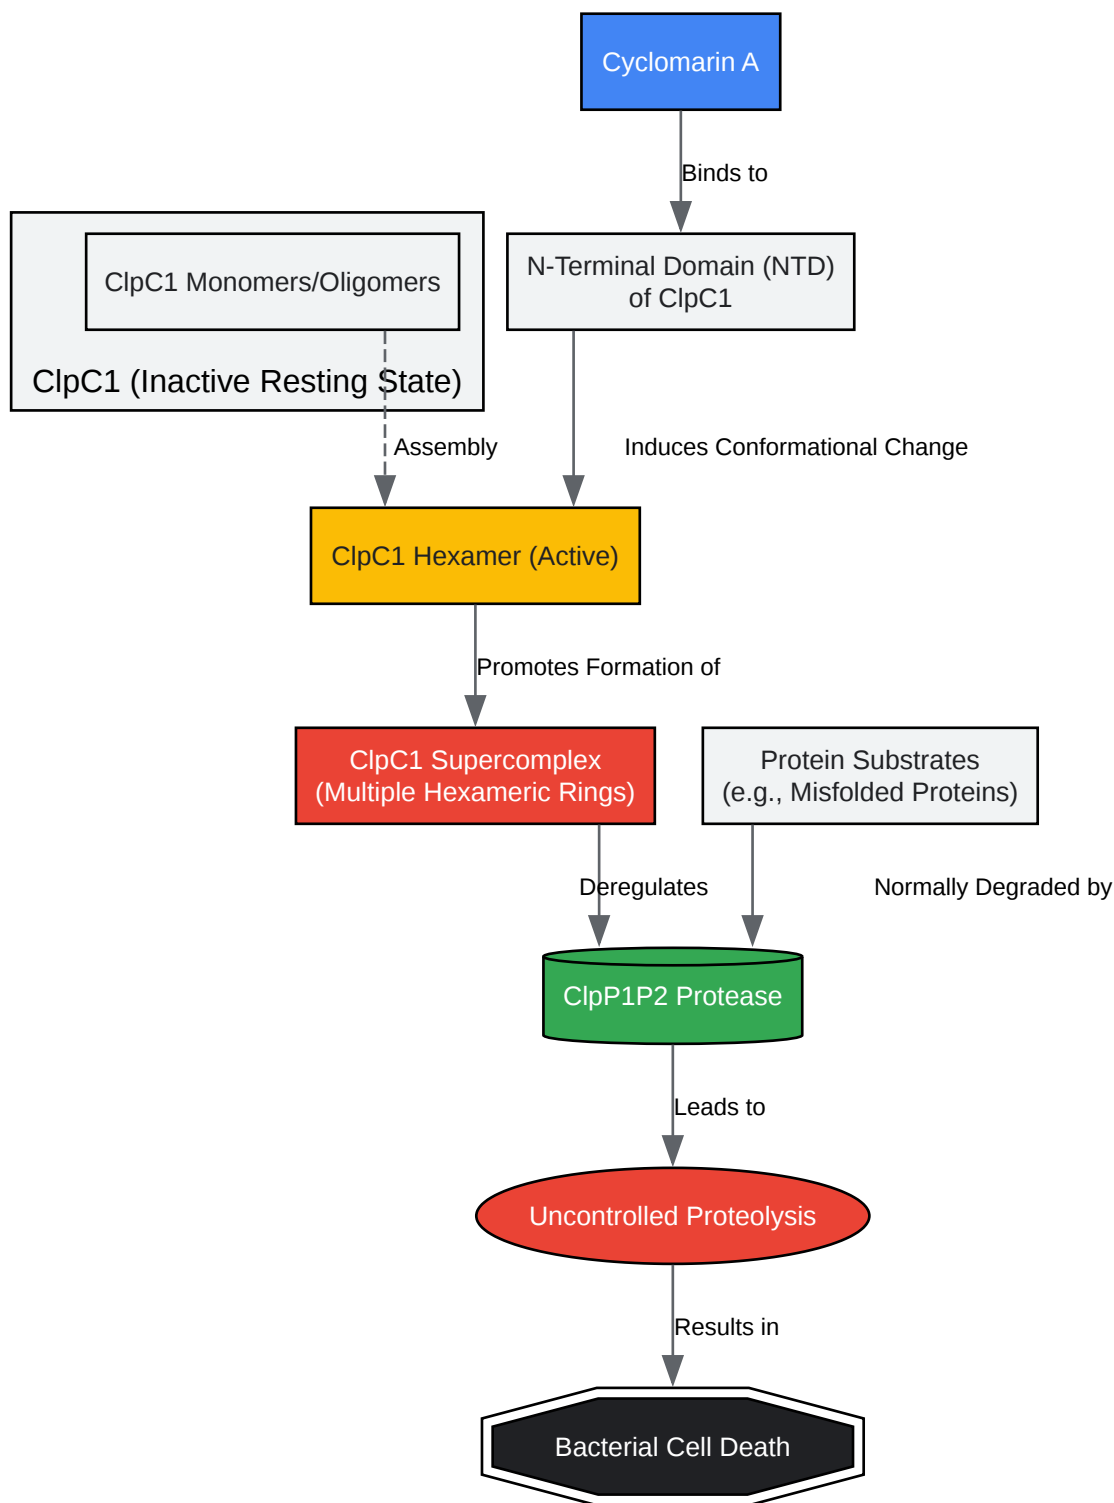 Cyclomarin A
Binds to
ClpC1 Monomers/Oligomers
ClpC1 (Inactive Resting State)
N-Terminal Domain (NTD)
of ClpC1
Assembly
Induces Conformational Change
ClpC1 Hexamer (Active)
Promotes Formation of
ClpC1 Supercomplex
(Multiple Hexameric Rings)
Protein Substrates
(e.g., Misfolded Proteins)
Deregulates
Normally Degraded by
ClpP1P2 Protease
Leads to
Uncontrolled Proteolysis
Results in
Bacterial Cell Death